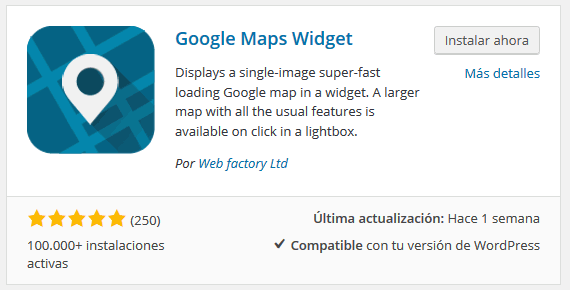 Google Maps Widget
Instalar ahora
Displays a single-image super-fast
Más detalles
loading Google map in a widget. A larger
map with all the usual features is
available on click in a lightbox.
Por Web factory Ltd
(250)
Última actualización: Hace 1 semana
100.000+ instalaciones
activas
Compatible con tu versión de WordPress